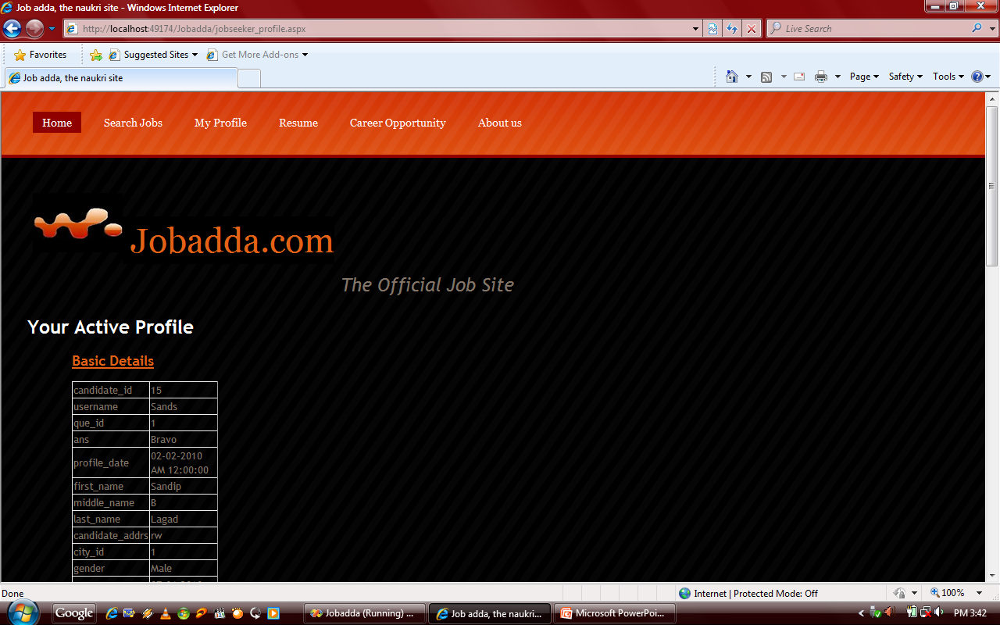 Job adda, the naukri site - Windows Internet Explorer
http://localhost:49174/Jobadda/jobseeker_profile.aspx
Live Search
Favorites
Suggested Sites
Get More Add-ons
Job adda, the naukri site
Page
Safety
Tools
Home
Search Jobs
My Profile
Resume
Career Opportunity
About us
Jobadda.com
The Official Job Site
Your Active Profile
Basic Details
candidate_id 15
username Sands
que_id 1
ans Bravo
profile_date 02-02-2010
AM 12:00:00
first_name Sandip
middle_name B
last_name Lagad
candidate_addrs rw
city_id 1
gender Male
Done
Internet | Protected Mode: Off
100%
Google
Jobadda (Running) ...
Job adda, the naukri...
Microsoft PowerPoi...
PM 3:42